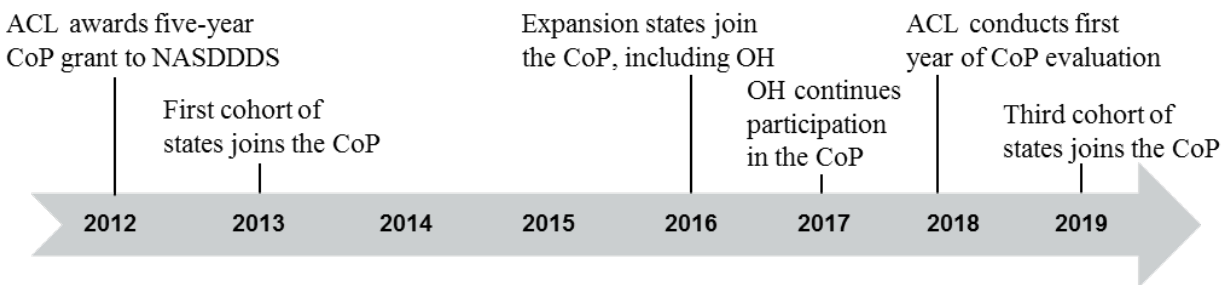 ACL awards five-year
CoP grant to NASDDDS
First cohort of
states joins the CoP
Expansion states join
the CoP, including OH
OH continues
participation
in the CoP
ACL conducts first
year of CoP evaluation
Third cohort of
states joins the CoP
2012 2013 2014 2015 2016 2017 2018 2019